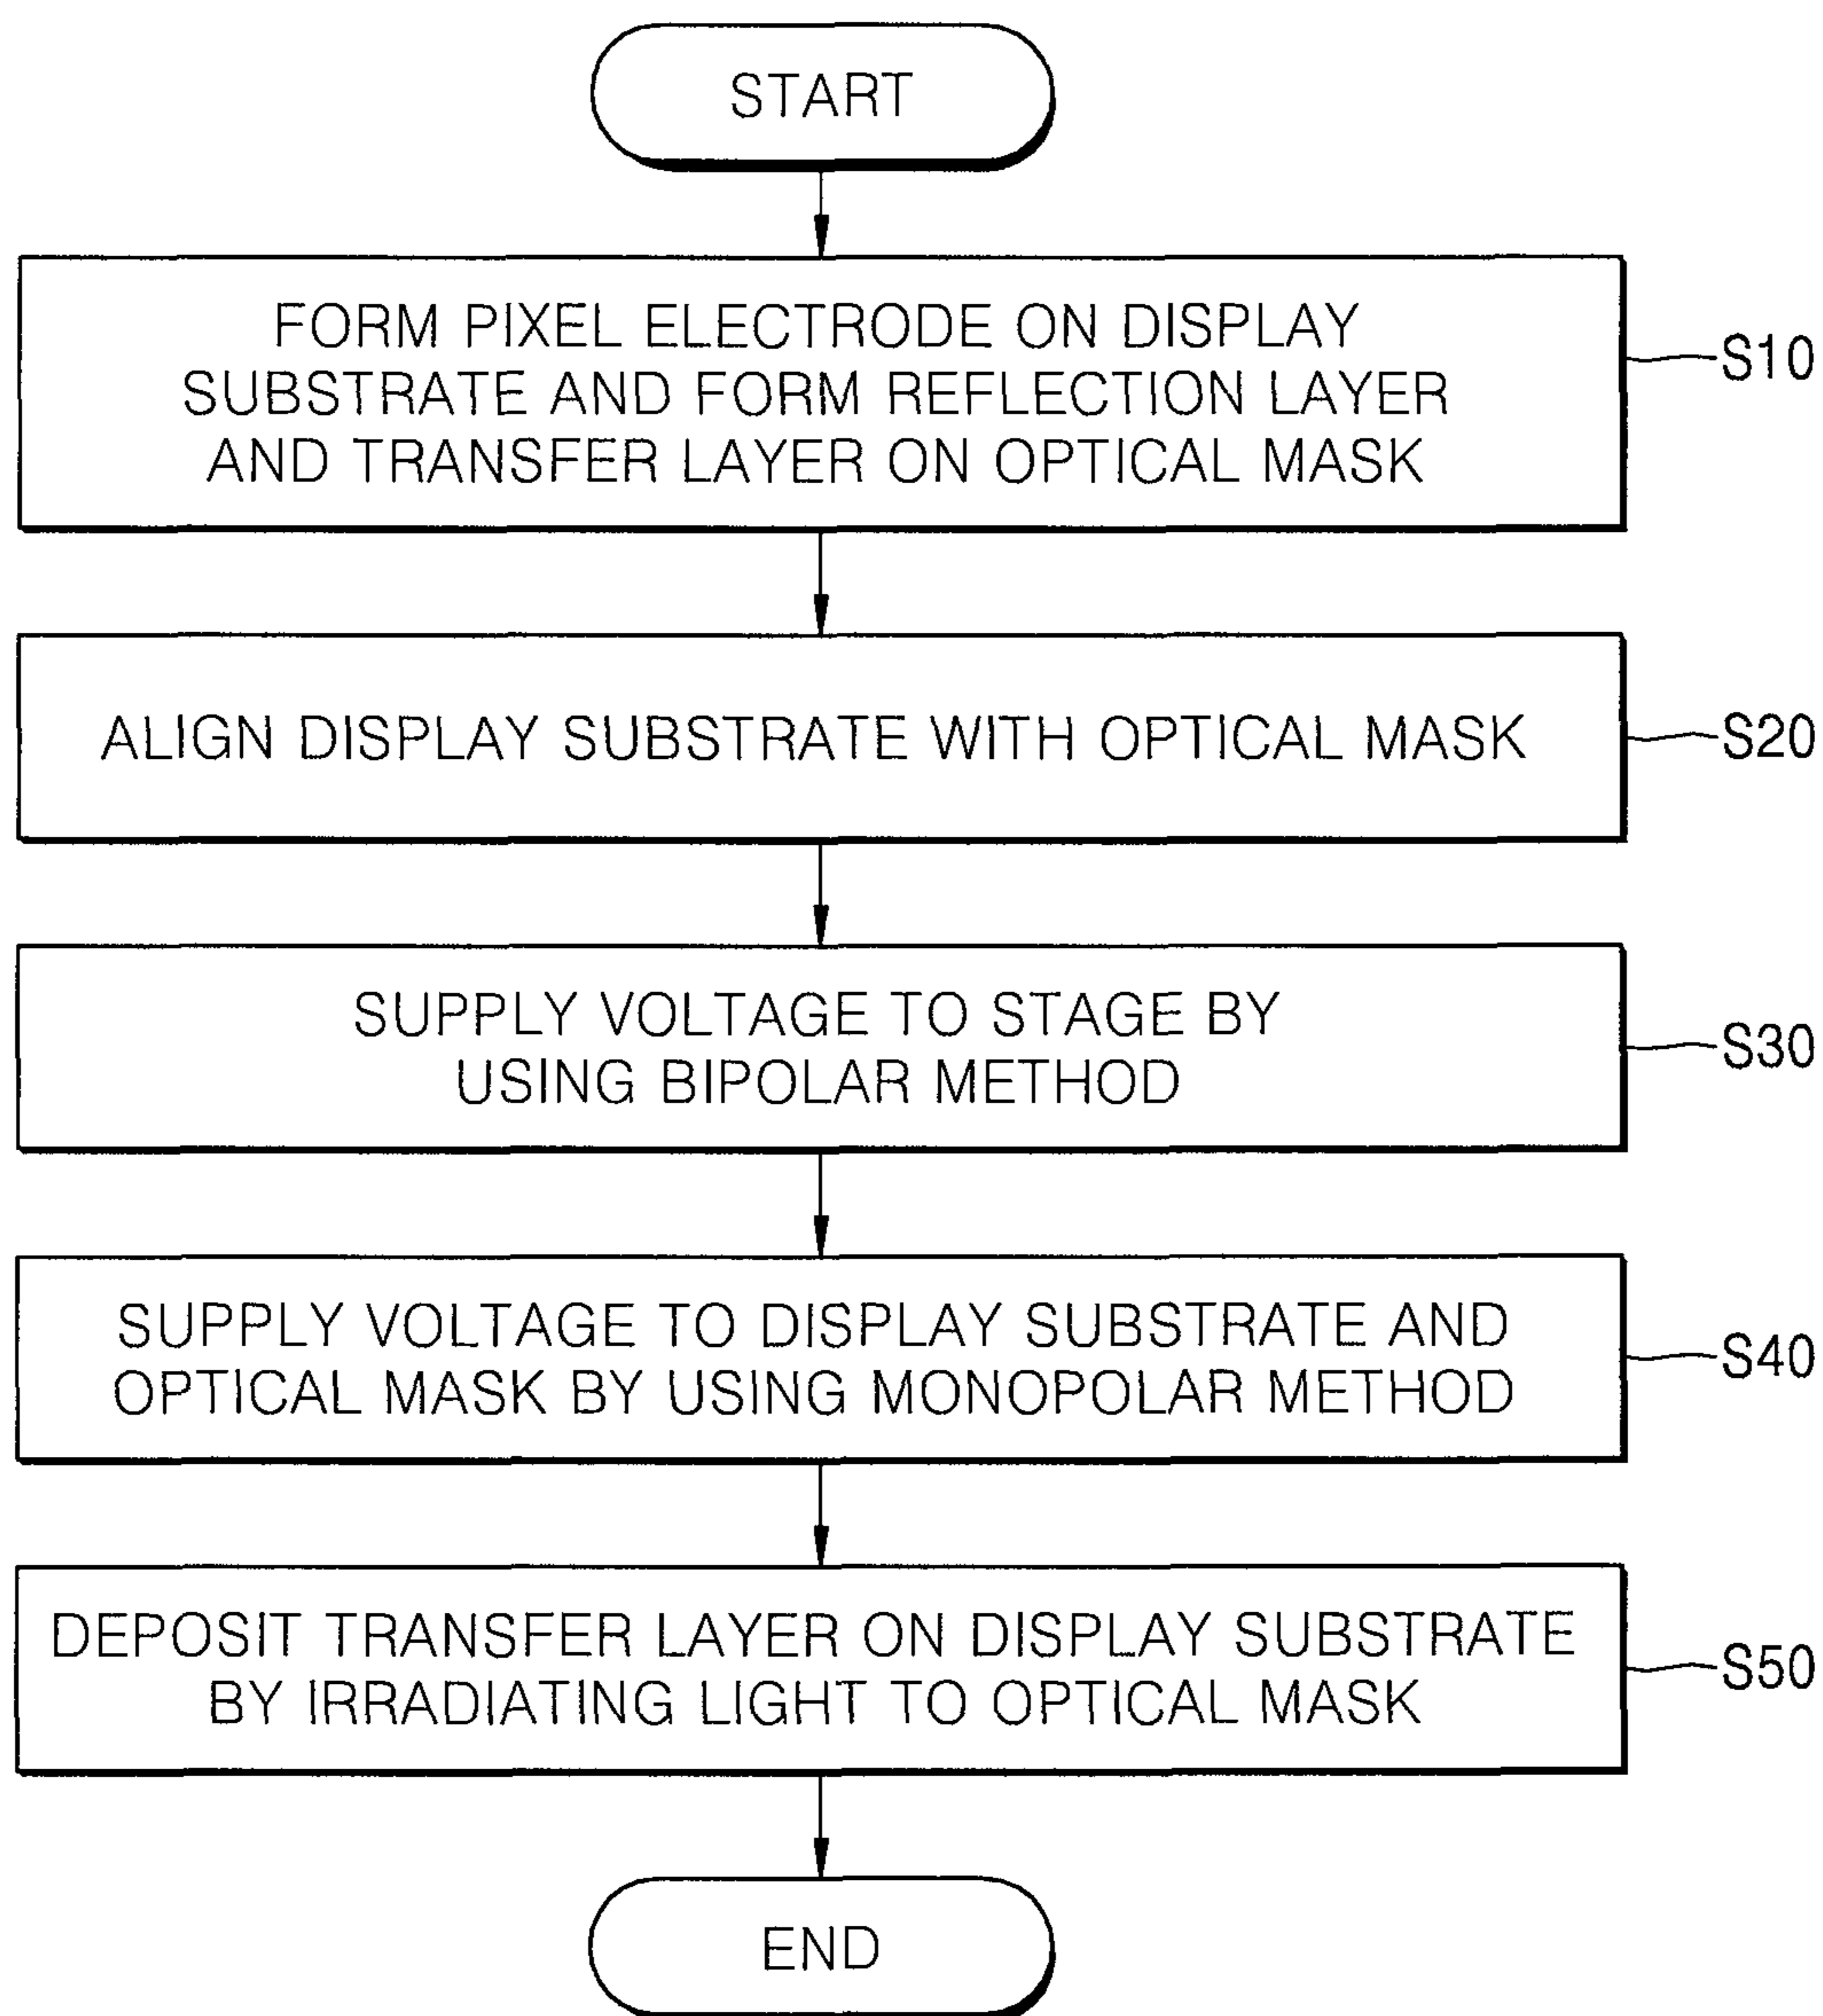 START
FORM PIXEL ELECTRODE ON DISPLAY
SUBSTRATE AND FORM REFLECTION LAYER
AND TRANSFER LAYER ON OPTICAL MASK
S10
ALIGN DISPLAY SUBSTRATE WITH OPTICAL MASK
S20
SUPPLY VOLTAGE TO STAGE BY
USING BIPOLAR METHOD
S30
SUPPLY VOLTAGE TO DISPLAY SUBSTRATE AND
OPTICAL MASK BY USING MONOPOLAR METHOD
S40
DEPOSIT TRANSFER LAYER ON DISPLAY SUBSTRATE
BY IRRADIATING LIGHT TO OPTICAL MASK
S50
END